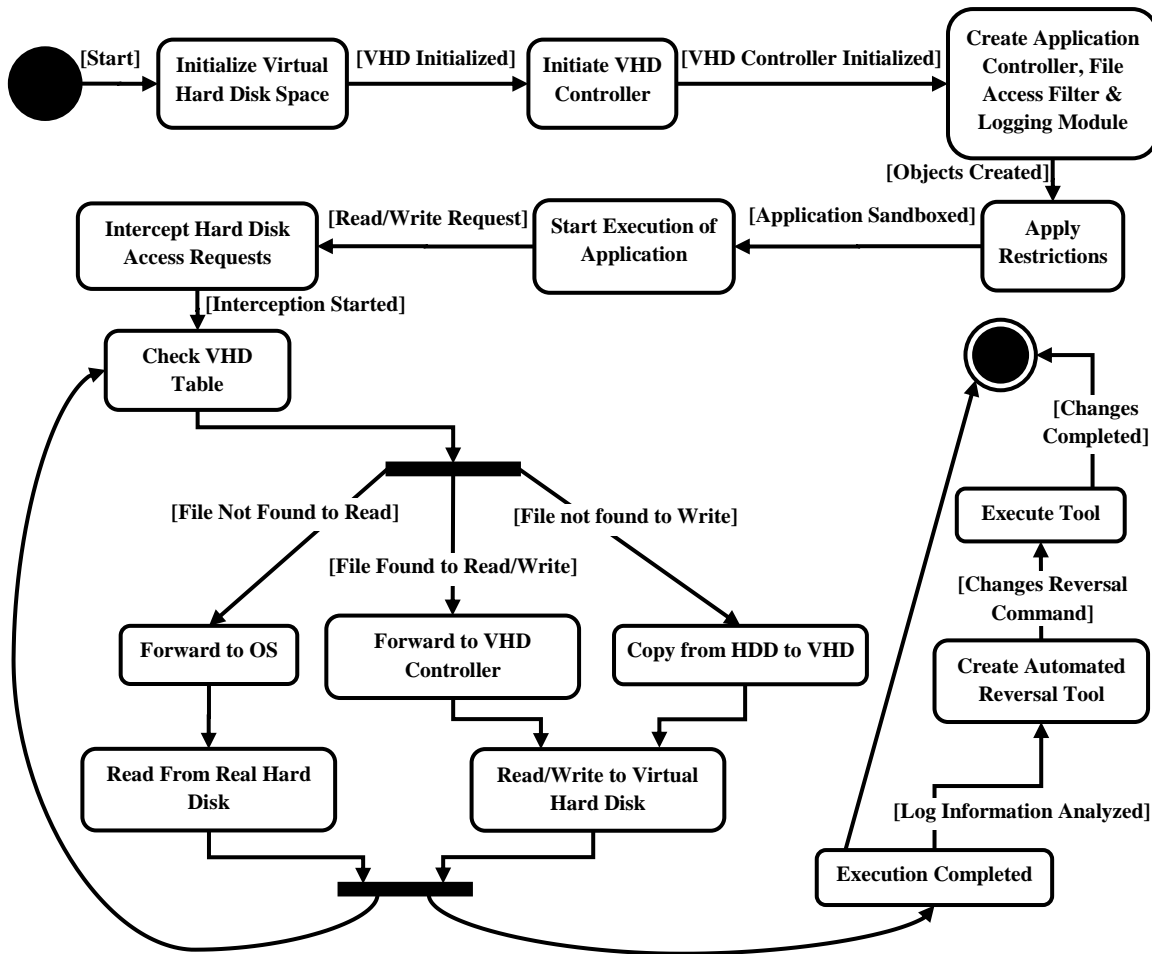 [Start]
Initialize Virtual
Hard Disk Space
[VHD Initialized]
Initiate VHD
Controller
[VHD Controller Initialized]
Create Application
Controller, File
Access Filter &
Logging Module
[Objects Created]
Apply
Restrictions
[Application Sandboxed]
Start Execution of
Application
[Read/Write Request]
Intercept Hard Disk
Access Requests
[Interception Started]
Check VHD
Table
[File Not Found to Read]
[File Found to Read/Write]
[File not found to Write]
Forward to OS
Forward to VHD
Controller
Copy from HDD to VHD
Read From Real Hard
Disk
Read/Write to Virtual
Hard Disk
Execution Completed
[Log Information Analyzed]
Create Automated
Reversal Tool
[Changes Reversal
Command]
Execute Tool
[Changes
Completed]